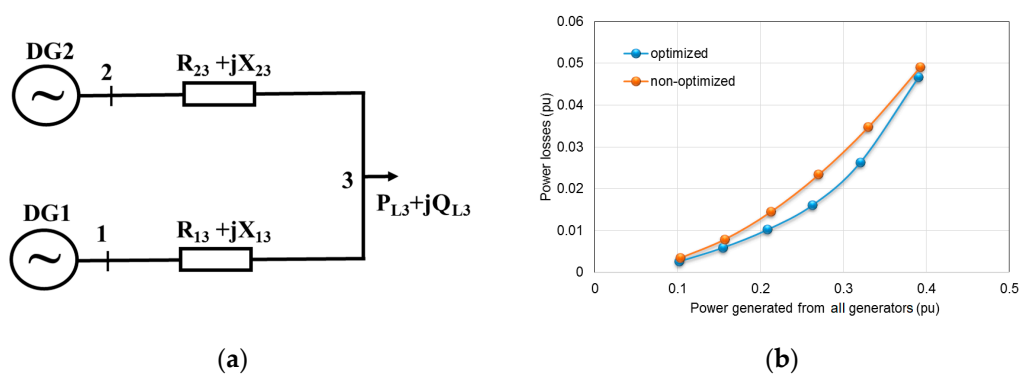 DG2
2
R23 +jX23
3
PL3+jQL3
DG1
1
R13 +jX13
~
~
(a)
0.06
0.05
0.04
0.03
0.02
0.01
0
Power losses (pu)
optimized
non-optimized
0
0.1
0.2
0.3
0.4
0.5
Power generated from all generators (pu)
(b)